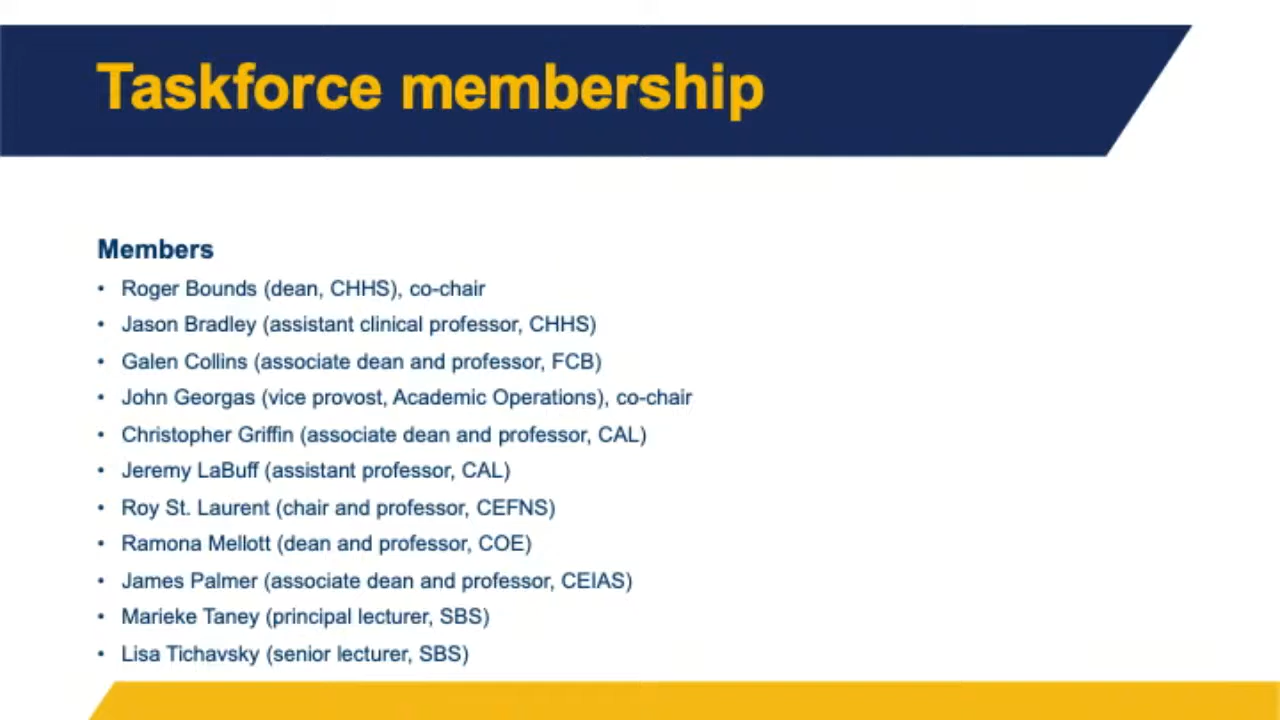 Taskforce membership
Members
• Roger Bounds (dean, CHHS), co-chair
• Jason Bradley (assistant clinical professor, CHHS)
• Galen Collins (associate dean and professor, FCB)
• John Georgas (vice provost, Academic Operations), co-chair
• Christopher Griffin (associate dean and professor, CAL)
• Jeremy LaBuff (assistant professor, CAL)
• Roy St. Laurent (chair and professor, CEFNS)
• Ramona Mellott (dean and professor, COE)
• James Palmer (associate dean and professor, CEIAS)
• Marieke Taney (principal lecturer, SBS)
• Lisa Tichavsky (senior lecturer, SBS)